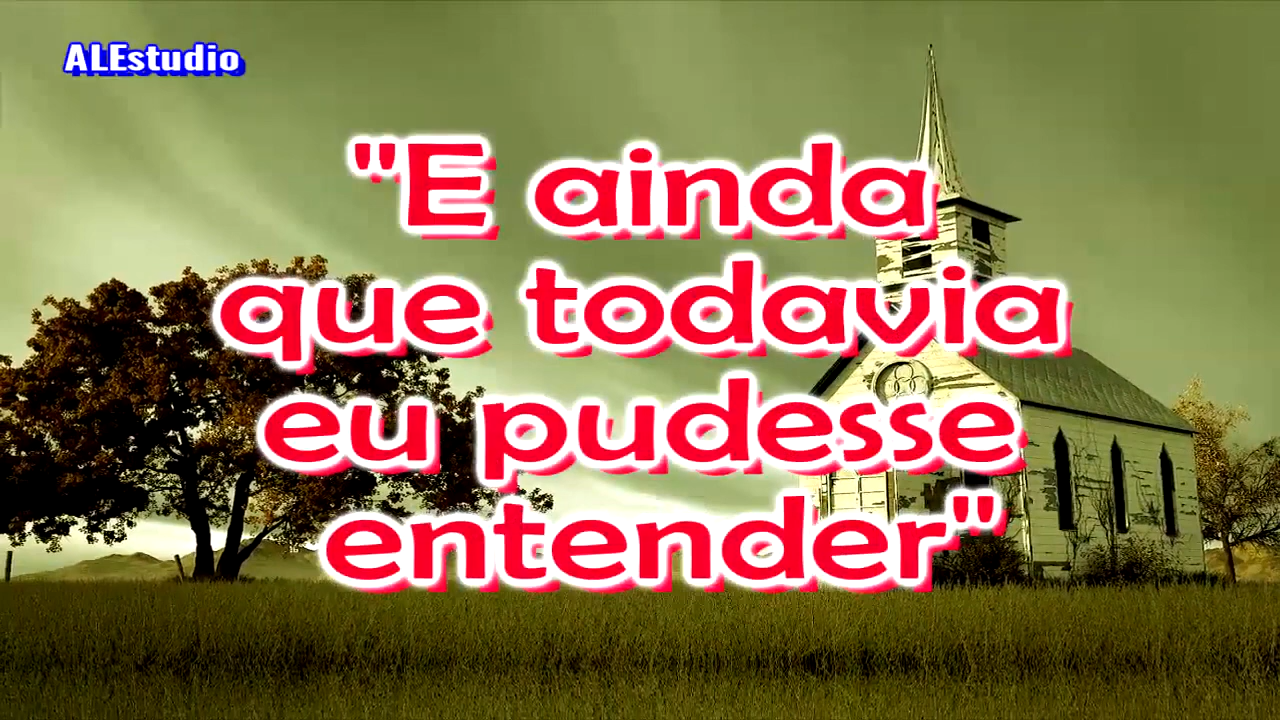 ALEstudio
"E ainda
que todavia
eu pudesse
entender"